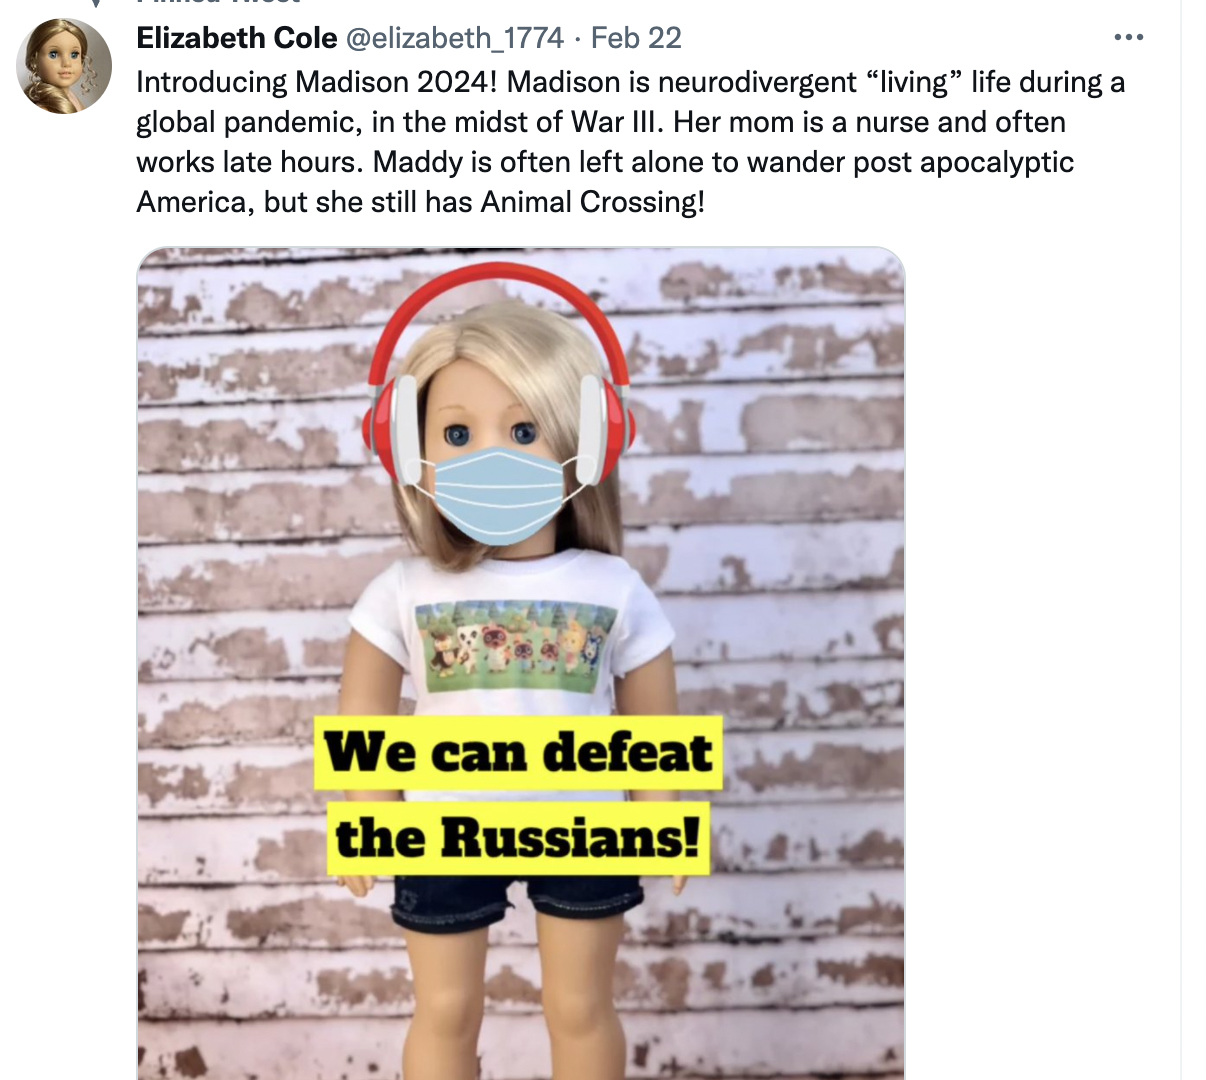 Pinned Tweet
Elizabeth Cole @elizabeth_1774 · Feb 22
Introducing Madison 2024! Madison is neurodivergent “living” life during a
global pandemic, in the midst of War III. Her mom is a nurse and often
works late hours. Maddy is often left alone to wander post apocalyptic
America, but she still has Animal Crossing!
We can defeat
the Russians!